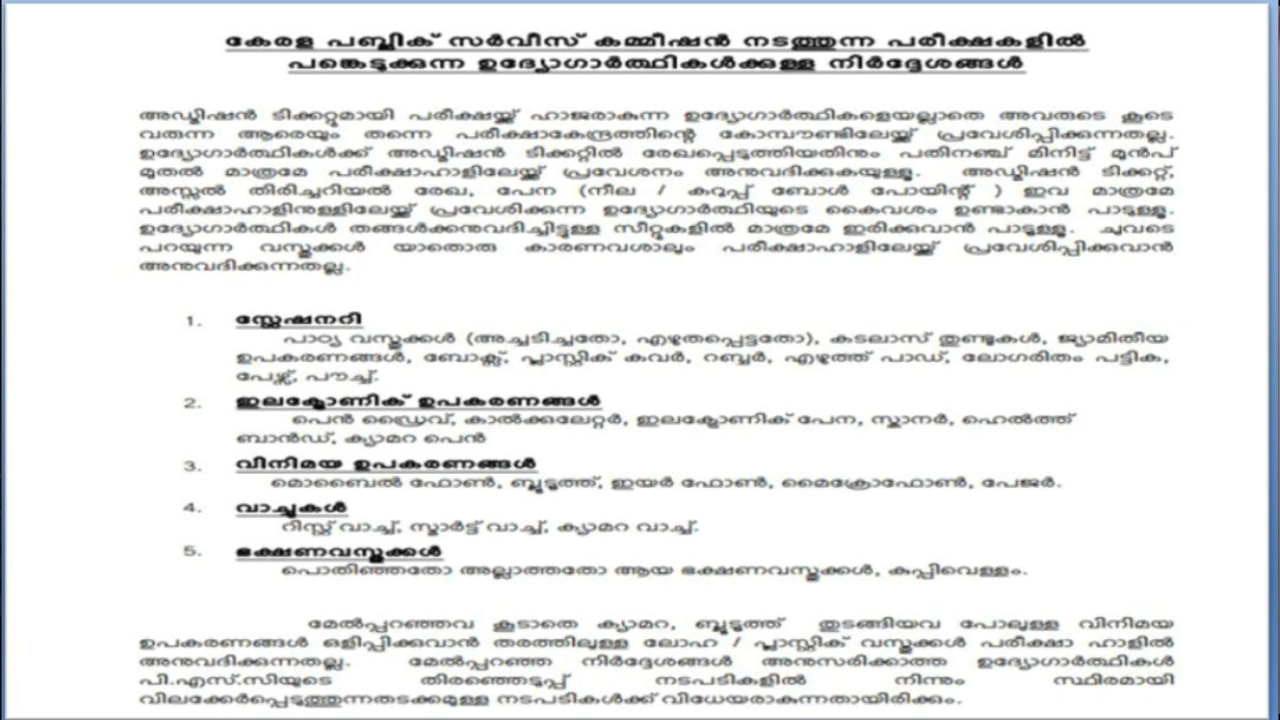 കേരള പബ്ലിക് സർവീസ് കമ്മീഷൻ നടത്തുന്ന പരീക്ഷകളിൽ
പങ്കെടുക്കുന്ന ഉദ്യോഗാർത്ഥികൾക്കുള്ള നിർദ്ദേശങ്ങൾ
അഡ്മിഷൻ ടിക്കറ്റുമായി പരീക്ഷയ്ക്ക് ഹാജരാകുന്ന ഉദ്യോഗാർത്ഥികളെയല്ലാതെ അവരുടെ കൂടെ
വരുന്ന ആരെയും തന്നെ പരീക്ഷാകേന്ദ്രത്തിന്റെ കോമ്പൗണ്ടിലേയ്ക്ക് പ്രവേശിപ്പിക്കുന്നതല്ല.
ഉദ്യോഗാർത്ഥികൾക്ക് അഡ്മിഷൻ ടിക്കറ്റിൽ രേഖപ്പെടുത്തിയതിനും പതിനഞ്ച് മിനിട്ട് മുൻപ്
മുതൽ മാത്രമേ പരീക്ഷാഹാളിലേയ്ക്ക് പ്രവേശനം അനുവദിക്കുകയുള്ളൂ. അഡ്മിഷൻ ടിക്കറ്റ്,
അസ്സൽ തിരിച്ചറിയൽ രേഖ, പേന (നീല / കറുപ്പ് ബോൾ പോയിന്റ് ) ഇവ മാത്രമേ
പരീക്ഷാഹാളിനുള്ളിലേയ്ക്ക് പ്രവേശിക്കുന്ന ഉദ്യോഗാർത്ഥിയുടെ കൈവശം ഉണ്ടാകാൻ പാടുള്ളൂ.
ഉദ്യോഗാർത്ഥികൾ തങ്ങൾക്കനുവദിച്ചിട്ടുള്ള സീറ്റുകളിൽ മാത്രമേ ഇരിക്കുവാൻ പാടുള്ളൂ. ചുവടെ
പറയുന്ന വസ്തുക്കൾ യാതൊരു കാരണവശാലും പരീക്ഷാഹാളിലേയ്ക്ക് പ്രവേശിപ്പിക്കുവാൻ
അനുവദിക്കുന്നതല്ല.
1. സ്റ്റേഷനറി
പാഠ്യ വസ്തുക്കൾ (അച്ചടിച്ചതോ, എഴുതപ്പെട്ടതോ), കടലാസ് തുണ്ടുകൾ, ജ്യാമിതീയ
ഉപകരണങ്ങൾ, ബോക്സ്, പ്ലാസ്റ്റിക് കവർ, റബ്ബർ, എഴുത്ത് പാഡ്, ലോഗരിതം പട്ടിക,
പേഴ്സ്, പൗച്ച്.
2. ഇലക്ട്രോണിക് ഉപകരണങ്ങൾ
പെൻ ഡ്രൈവ്, കാൽക്കുലേറ്റർ, ഇലക്ട്രോണിക് പേന, സ്കാനർ, ഹെൽത്ത്
ബാൻഡ്, ക്യാമറ പെൻ
3. വിനിമയ ഉപകരണങ്ങൾ
മൊബൈൽ ഫോൺ, ബ്ലൂടൂത്ത്, ഇയർ ഫോൺ, മൈക്രോഫോൺ, പേജർ.
4. വാച്ചുകൾ
റിസ്റ്റ് വാച്ച്, സ്മാർട്ട് വാച്ച്, ക്യാമറ വാച്ച്.
5. ഭക്ഷണവസ്തുക്കൾ
പൊതിഞ്ഞതോ അല്ലാത്തതോ ആയ ഭക്ഷണവസ്തുക്കൾ, കുപ്പിവെള്ളം.
മേൽപ്പറഞ്ഞവ കൂടാതെ ക്യാമറ, ബ്ലൂടൂത്ത് തുടങ്ങിയവ പോലുള്ള വിനിമയ
ഉപകരണങ്ങൾ ഒളിപ്പിക്കുവാൻ തരത്തിലുള്ള ലോഹ / പ്ലാസ്റ്റിക് വസ്തുക്കൾ പരീക്ഷാ ഹാളിൽ
അനുവദിക്കുന്നതല്ല. മേൽപ്പറഞ്ഞ നിർദ്ദേശങ്ങൾ അനുസരിക്കാത്ത ഉദ്യോഗാർത്ഥികൾ
പി.എസ്.സിയുടെ തിരഞ്ഞെടുപ്പ് നടപടികളിൽ നിന്നും സ്ഥിരമായി
വിലക്കേർപ്പെടുത്തുന്നതടക്കമുള്ള നടപടികൾക്ക് വിധേയരാകുന്നതായിരിക്കും.